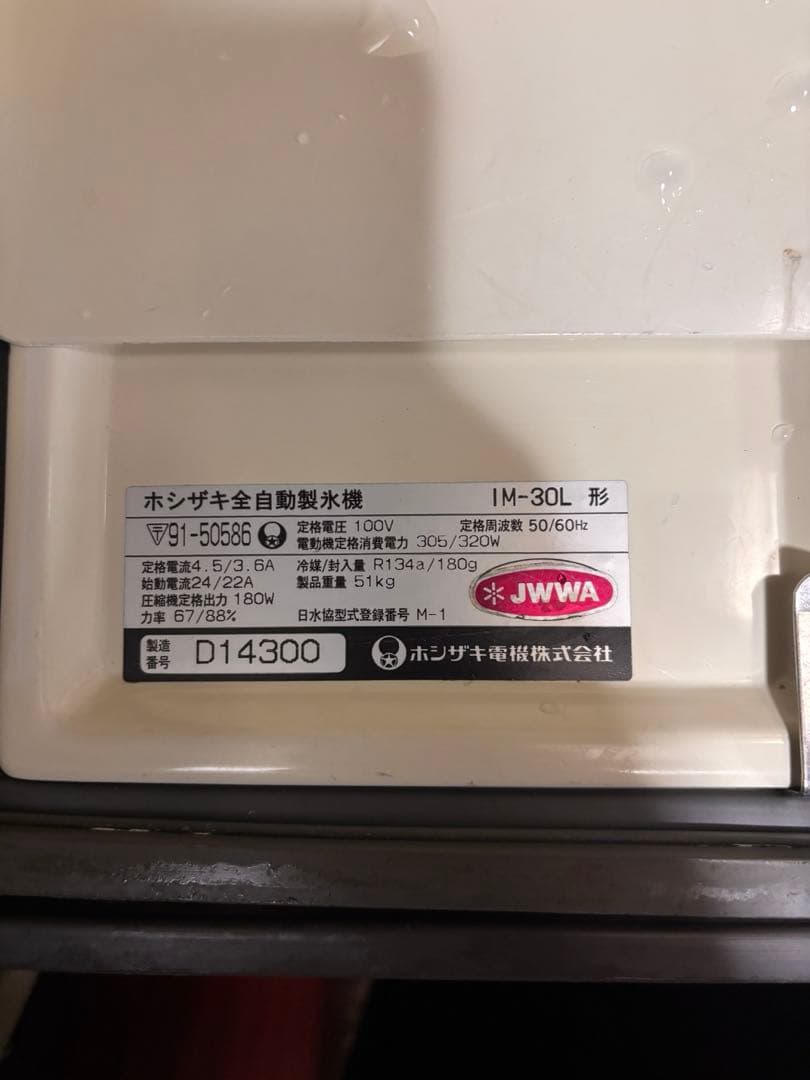 ホシザキ全自動製氷機 IM-30L 形
91-50586
定格電圧 100V 定格周波数 50/60Hz
電動機定格消費電力 305/320W
定格電流4.5/3.6A 冷媒/封入量 R134a/180g
始動電流24/22A 製品重量 51kg
圧縮機定格出力 180W
力率 67/88% 日水協型式登録番号 M-1
JWWA
製造番号 D14300
ホシザキ電機株式会社